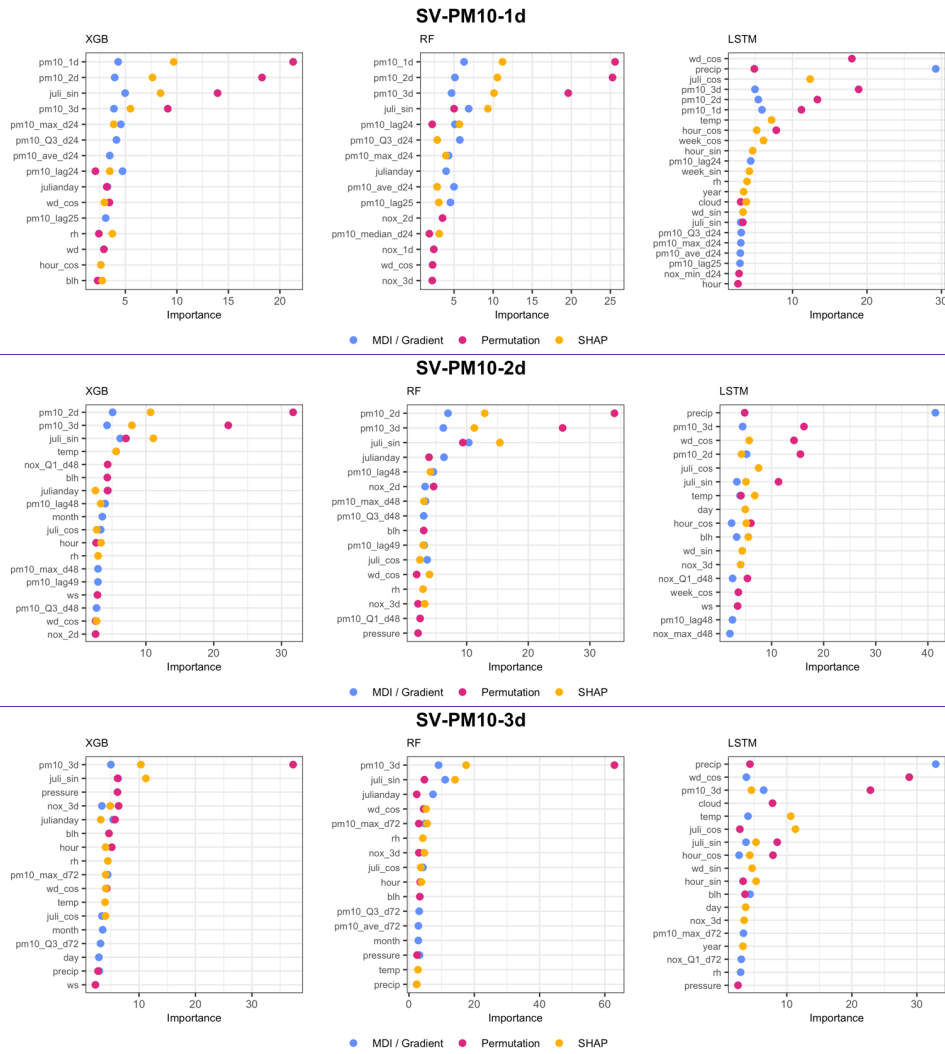 SV-PM10-1d
XGB
pm10_1d
pm10_2d
juli_sin
pm10_3d
pm10_max_d24
pm10_Q3_d24
pm10_ave_d24
pm10_lag24
julianday
wd_cos
pm10_lag25
rh
wd
hour_cos
blh
5 10 15 20
Importance
RF
pm10_1d
pm10_2d
pm10_3d
juli_sin
pm10_lag24
pm10_Q3_d24
pm10_max_d24
julianday
pm10_ave_d24
pm10_lag25
nox_2d
pm10_median_d24
nox_1d
wd_cos
nox_3d
5 10 15 20 25
Importance
LSTM
wd_cos
precip
juli_cos
pm10_3d
pm10_2d
pm10_1d
temp
hour_cos
week_cos
hour_sin
pm10_lag24
week_sin
rh
year
cloud
wd_sin
juli_sin
pm10_Q3_d24
pm10_max_d24
pm10_ave_d24
pm10_lag25
nox_min_d24
hour
10 20 30
Importance
MDI / Gradient Permutation SHAP
SV-PM10-2d
XGB
pm10_2d
pm10_3d
juli_sin
temp
nox_Q1_d48
blh
julianday
pm10_lag48
month
juli_cos
hour
rh
pm10_max_d48
pm10_lag49
ws
pm10_Q3_d48
wd_cos
nox_2d
10 20 30
Importance
RF
pm10_2d
pm10_3d
juli_sin
julianday
pm10_lag48
nox_2d
pm10_max_d48
pm10_Q3_d48
blh
pm10_lag49
juli_cos
wd_cos
rh
nox_3d
pm10_Q1_d48
pressure
10 20 30
Importance
LSTM
precip
pm10_3d
wd_cos
pm10_2d
juli_cos
juli_sin
temp
day
hour_cos
blh
wd_sin
nox_3d
nox_Q1_d48
week_cos
ws
pm10_lag48
nox_max_d48
10 20 30 40
Importance
MDI / Gradient Permutation SHAP
SV-PM10-3d
XGB
pm10_3d
juli_sin
pressure
nox_3d
julianday
blh
hour
rh
pm10_max_d72
wd_cos
temp
juli_cos
month
pm10_Q3_d72
day
precip
ws
10 20 30
Importance
RF
pm10_3d
juli_sin
julianday
wd_cos
pm10_max_d72
rh
nox_3d
juli_cos
hour
blh
pm10_Q3_d72
pm10_ave_d72
month
pressure
temp
precip
0 20 40 60
Importance
LSTM
precip
wd_cos
pm10_3d
cloud
temp
juli_cos
juli_sin
hour_cos
wd_sin
hour_sin
blh
day
nox_3d
pm10_max_d72
year
nox_Q1_d72
rh
pressure
10 20 30
Importance
MDI / Gradient Permutation SHAP